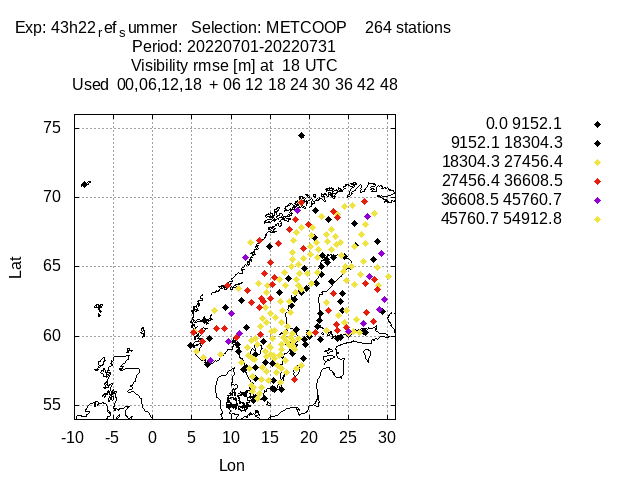 Exp: 43h22refsummer   Selection: METCOOP    264 stations
Period: 20220701-20220731
Visibility rmse [m] at  18 UTC
Used  00,06,12,18  + 06 12 18 24 30 36 42 48
0.0 9152.1
9152.1 18304.3
18304.3 27456.4
27456.4 36608.5
36608.5 45760.7
45760.7 54912.8
75
70
65
60
55
Lat
-10 -5 0 5 10 15 20 25 30
Lon